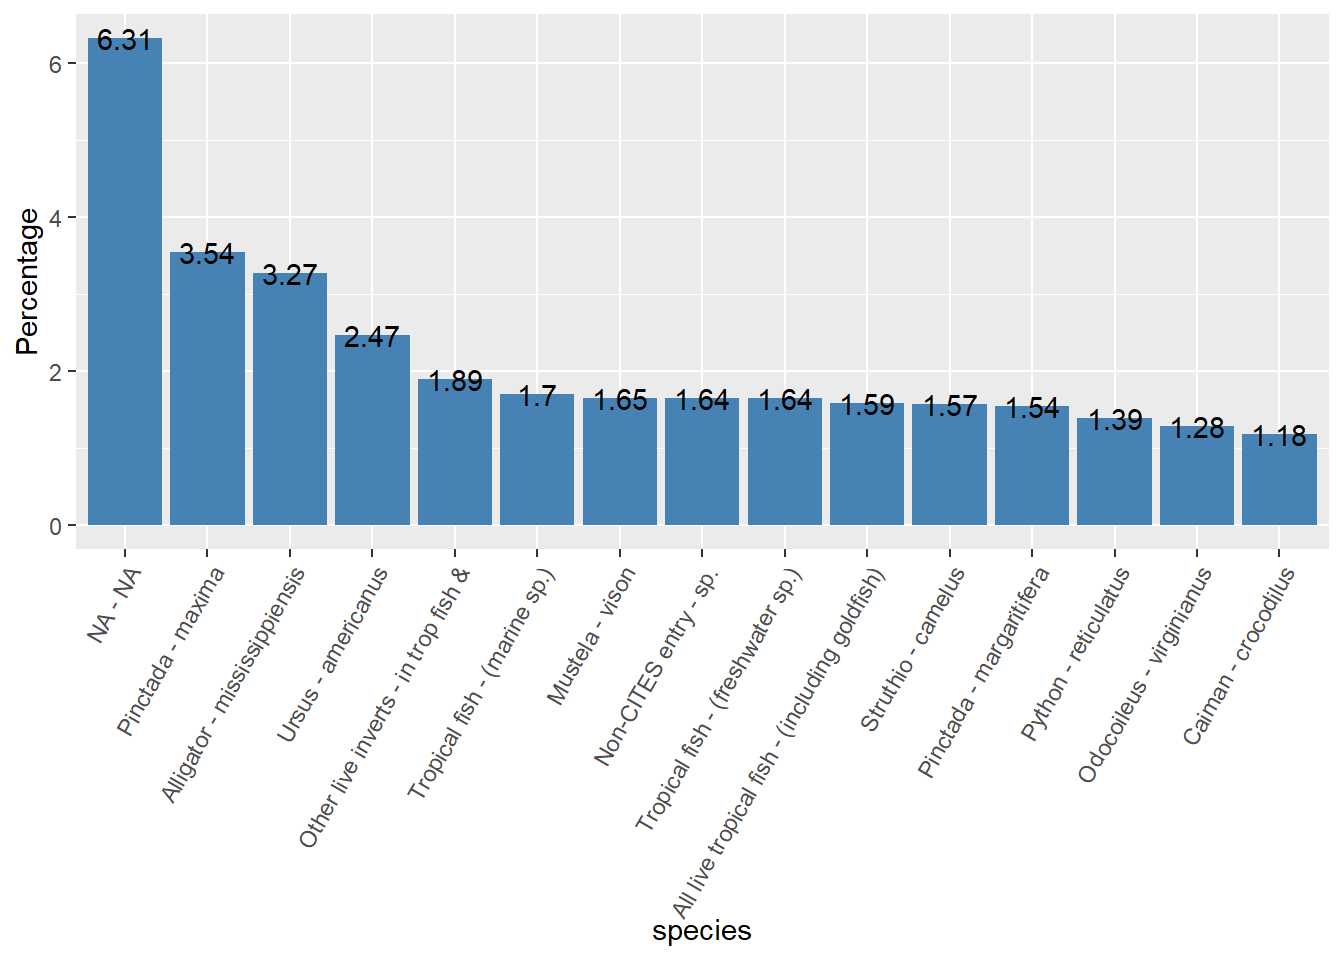 Percentage
6
4
2
0
6.31
3.54
3.27
2.47
1.89
1.7
1.65
1.64
1.64
1.59
1.57
1.54
1.39
1.28
1.18
NA - NA
Pinctada - maxima
Alligator - mississippiensis
Ursus - americanus
Other live inverts - in trop fish &
Tropical fish - (marine sp.)
Mustela - vison
Non-CITES entry - sp.
Tropical fish - (freshwater sp.)
All live tropical fish - (including goldfish)
Struthio - camelus
Pinctada - margaritifera
Python - reticulatus
Odocoileus - virginianus
Caiman - crocodilus
species